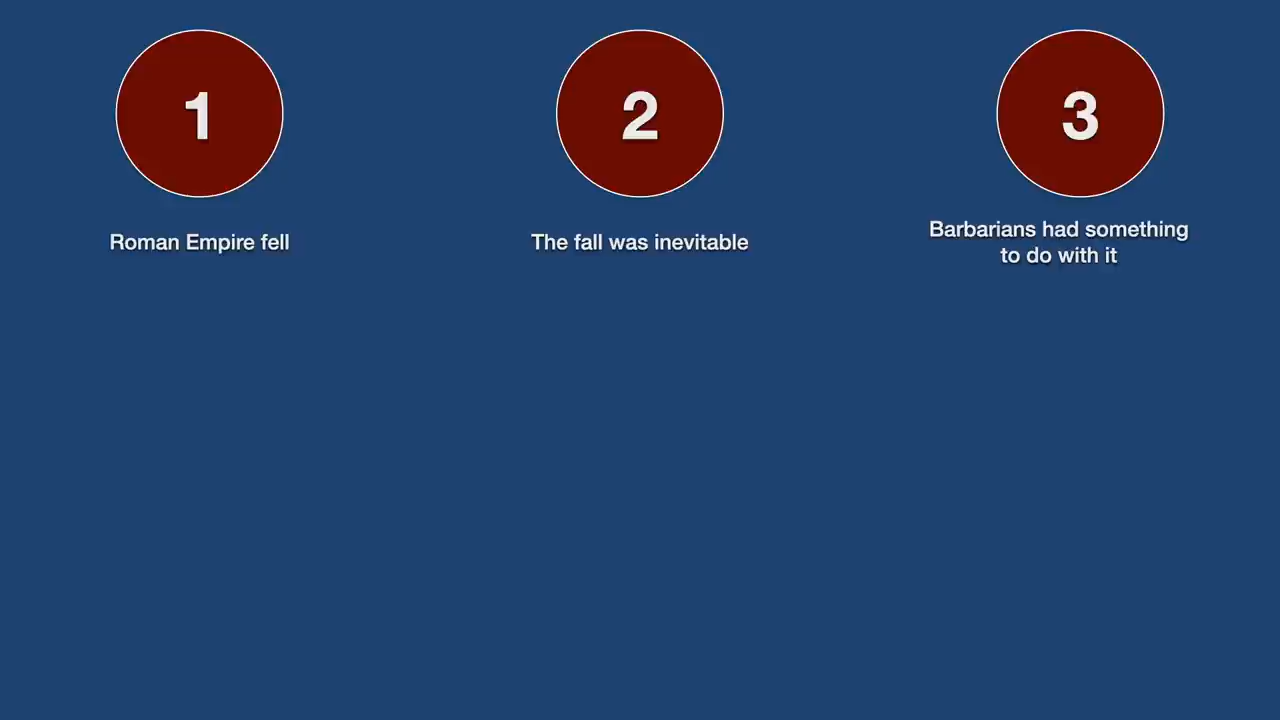 1
2
3
Roman Empire fell
The fall was inevitable
Barbarians had something
to do with it